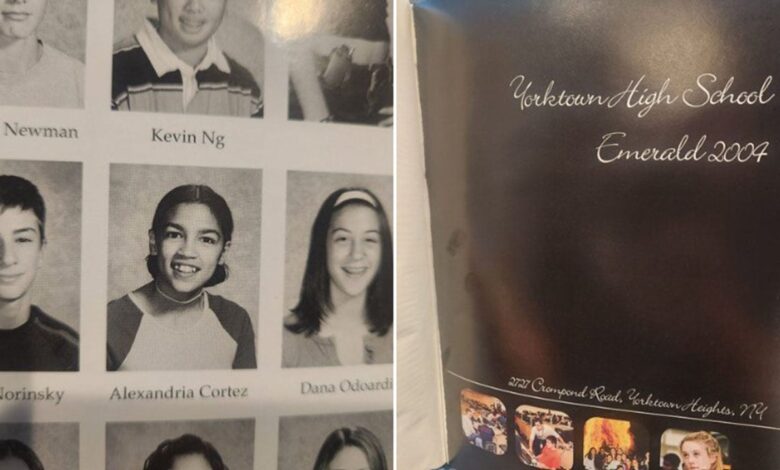 Newman
Kevin Ng
Norinsky
Alexandria Cortez
Dana Odoardi
Yorktown High School
Emerald 2004
2727 Crompond Road, Yorktown Heights, NY